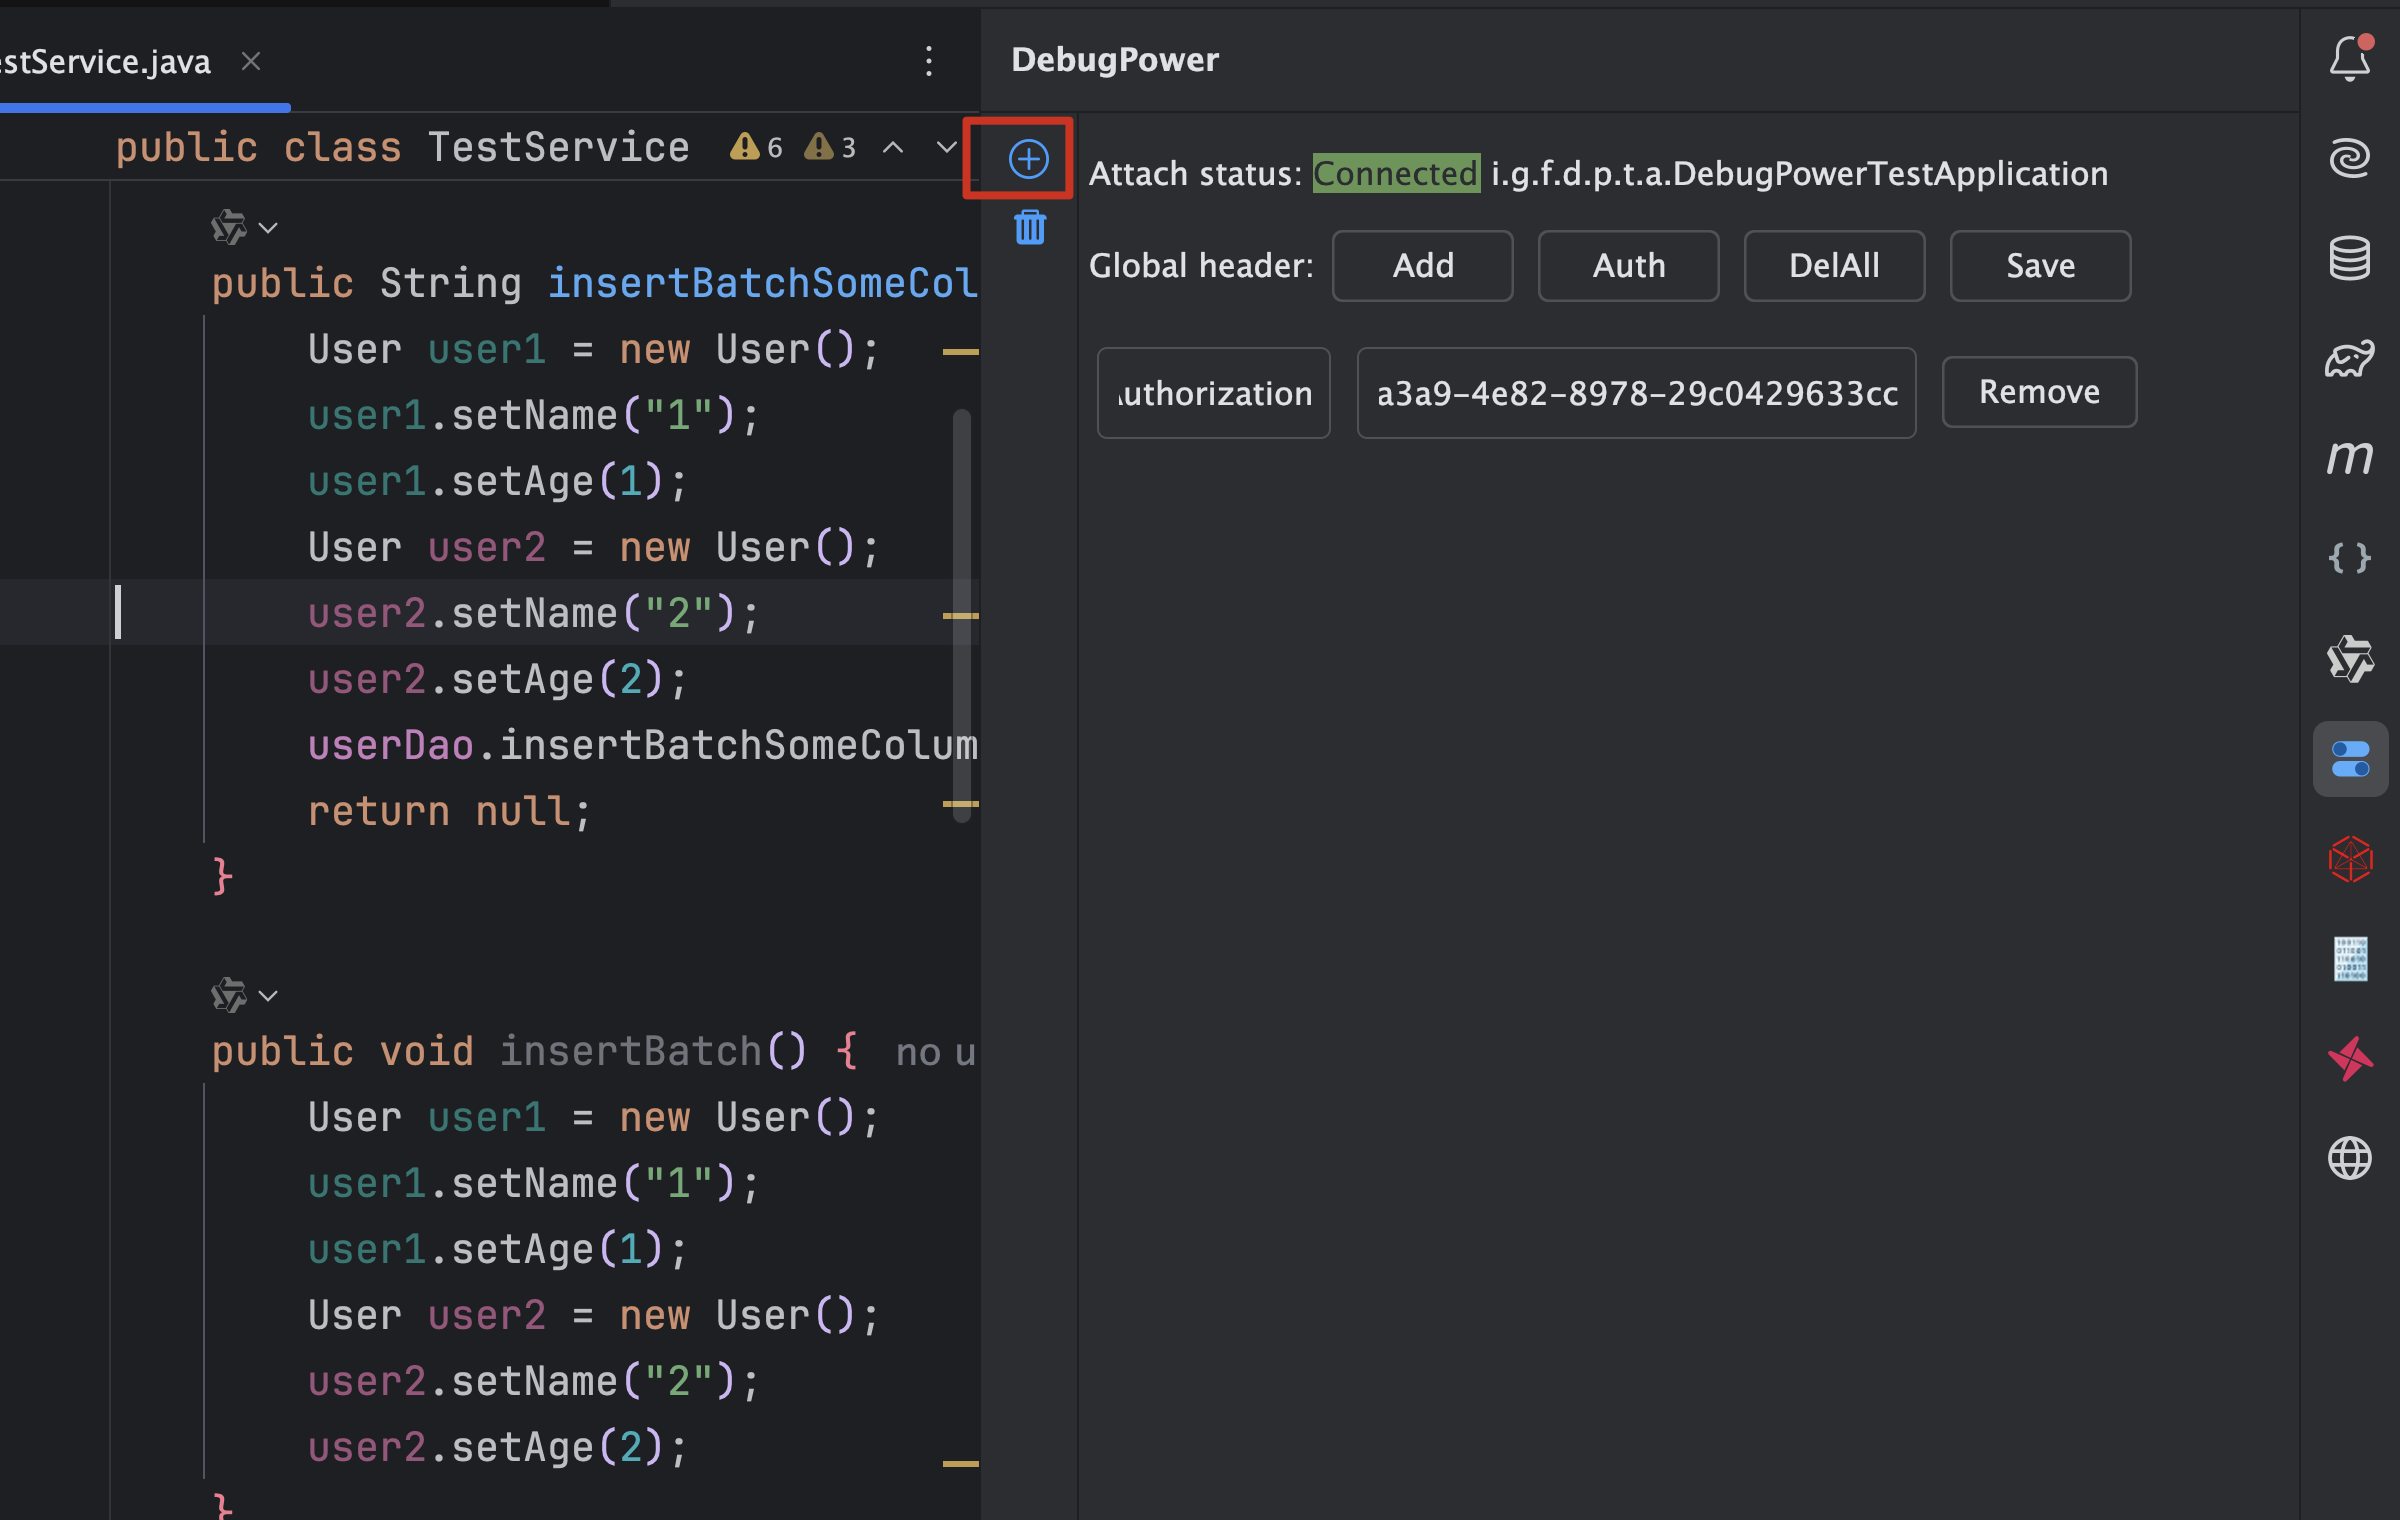 estService.java
public class TestService 6 3
public String insertBatchSomeCol
User user1 = new User();
user1.setName("1");
user1.setAge(1);
User user2 = new User();
user2.setName("2");
user2.setAge(2);
userDao.insertBatchSomeColum
return null;
}
public void insertBatch() { no u
User user1 = new User();
user1.setName("1");
user1.setAge(1);
User user2 = new User();
user2.setName("2");
user2.setAge(2);
}
DebugPower
Attach status: Connected i.g.f.d.p.t.a.DebugPowerTestApplication
Global header: Add Auth DelAll Save
uthorization a3a9-4e82-8978-29c0429633cc Remove
m
{ }